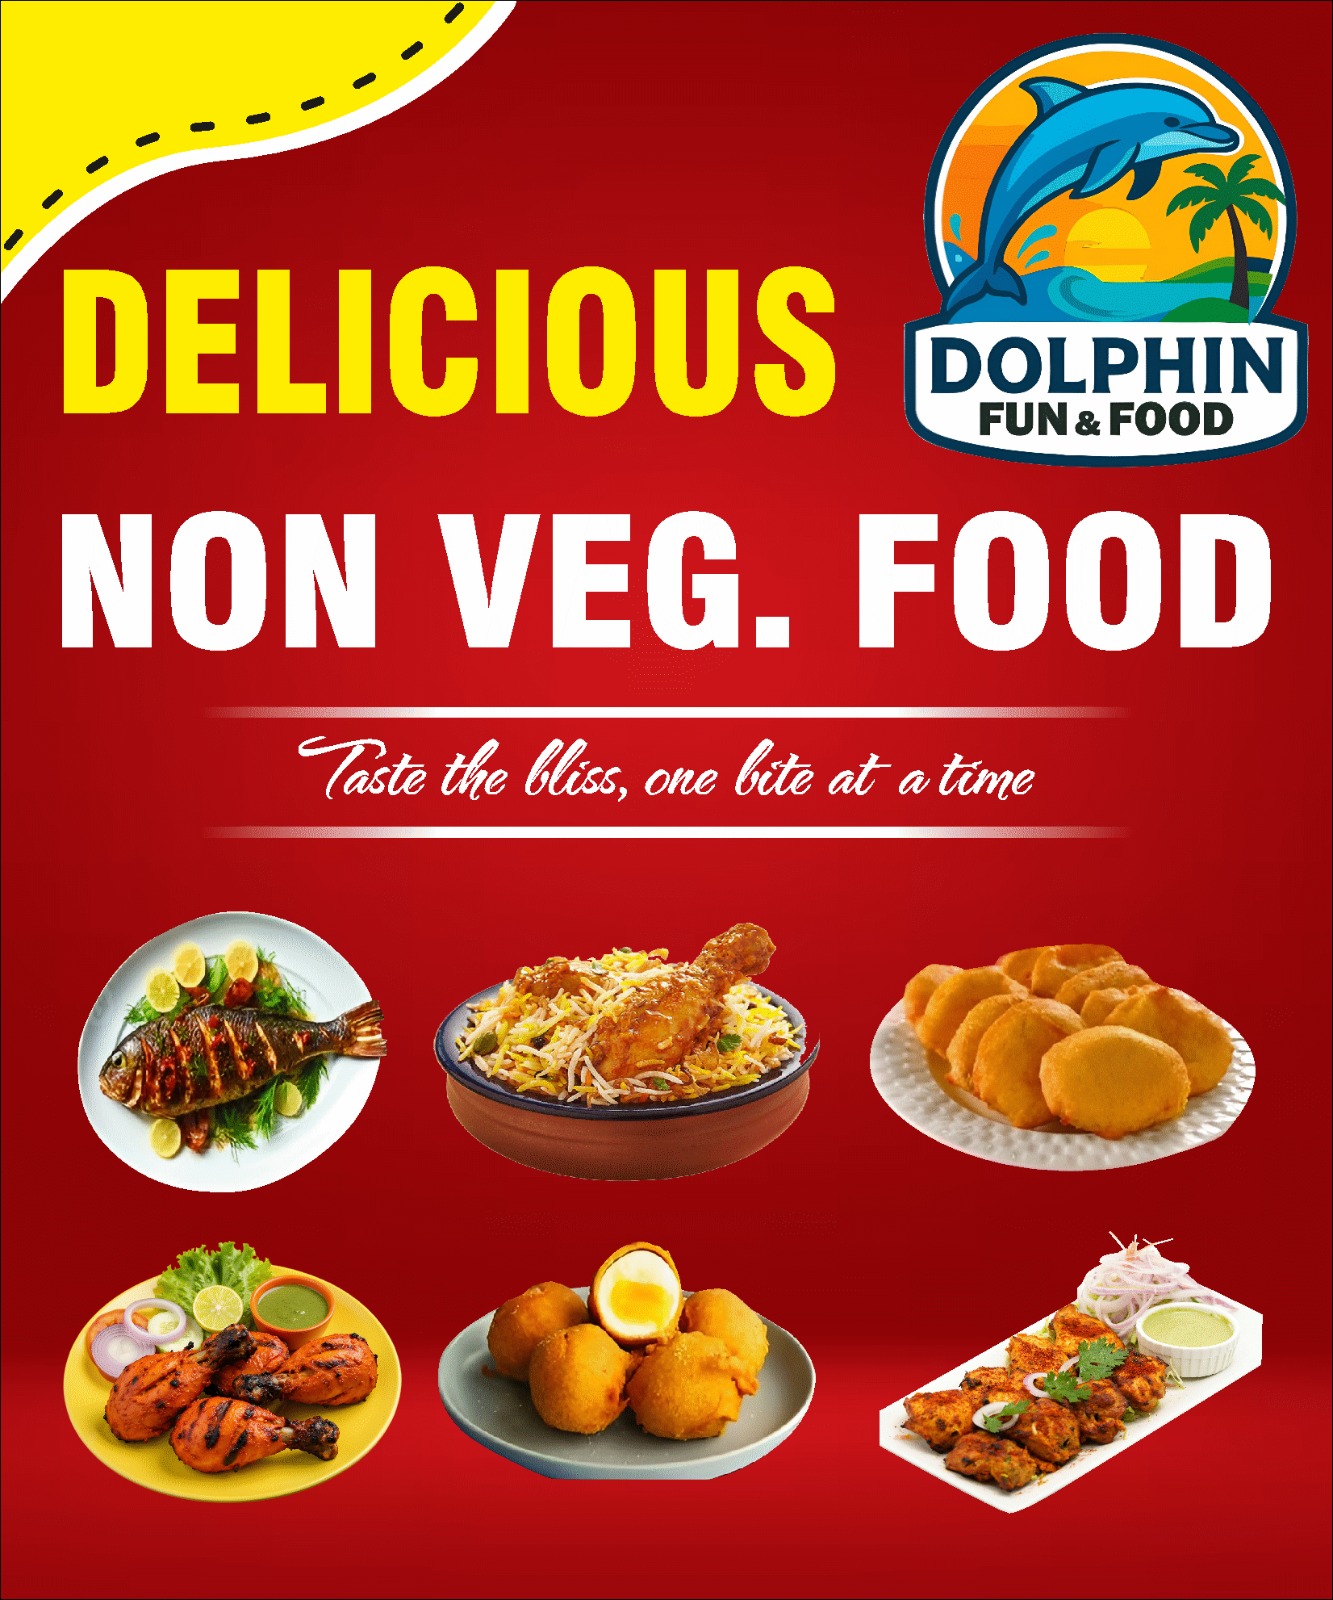 DELICIOUS
DOLPHIN
FUN & FOOD
NON VEG. FOOD
Taste the bliss, one bite at a time